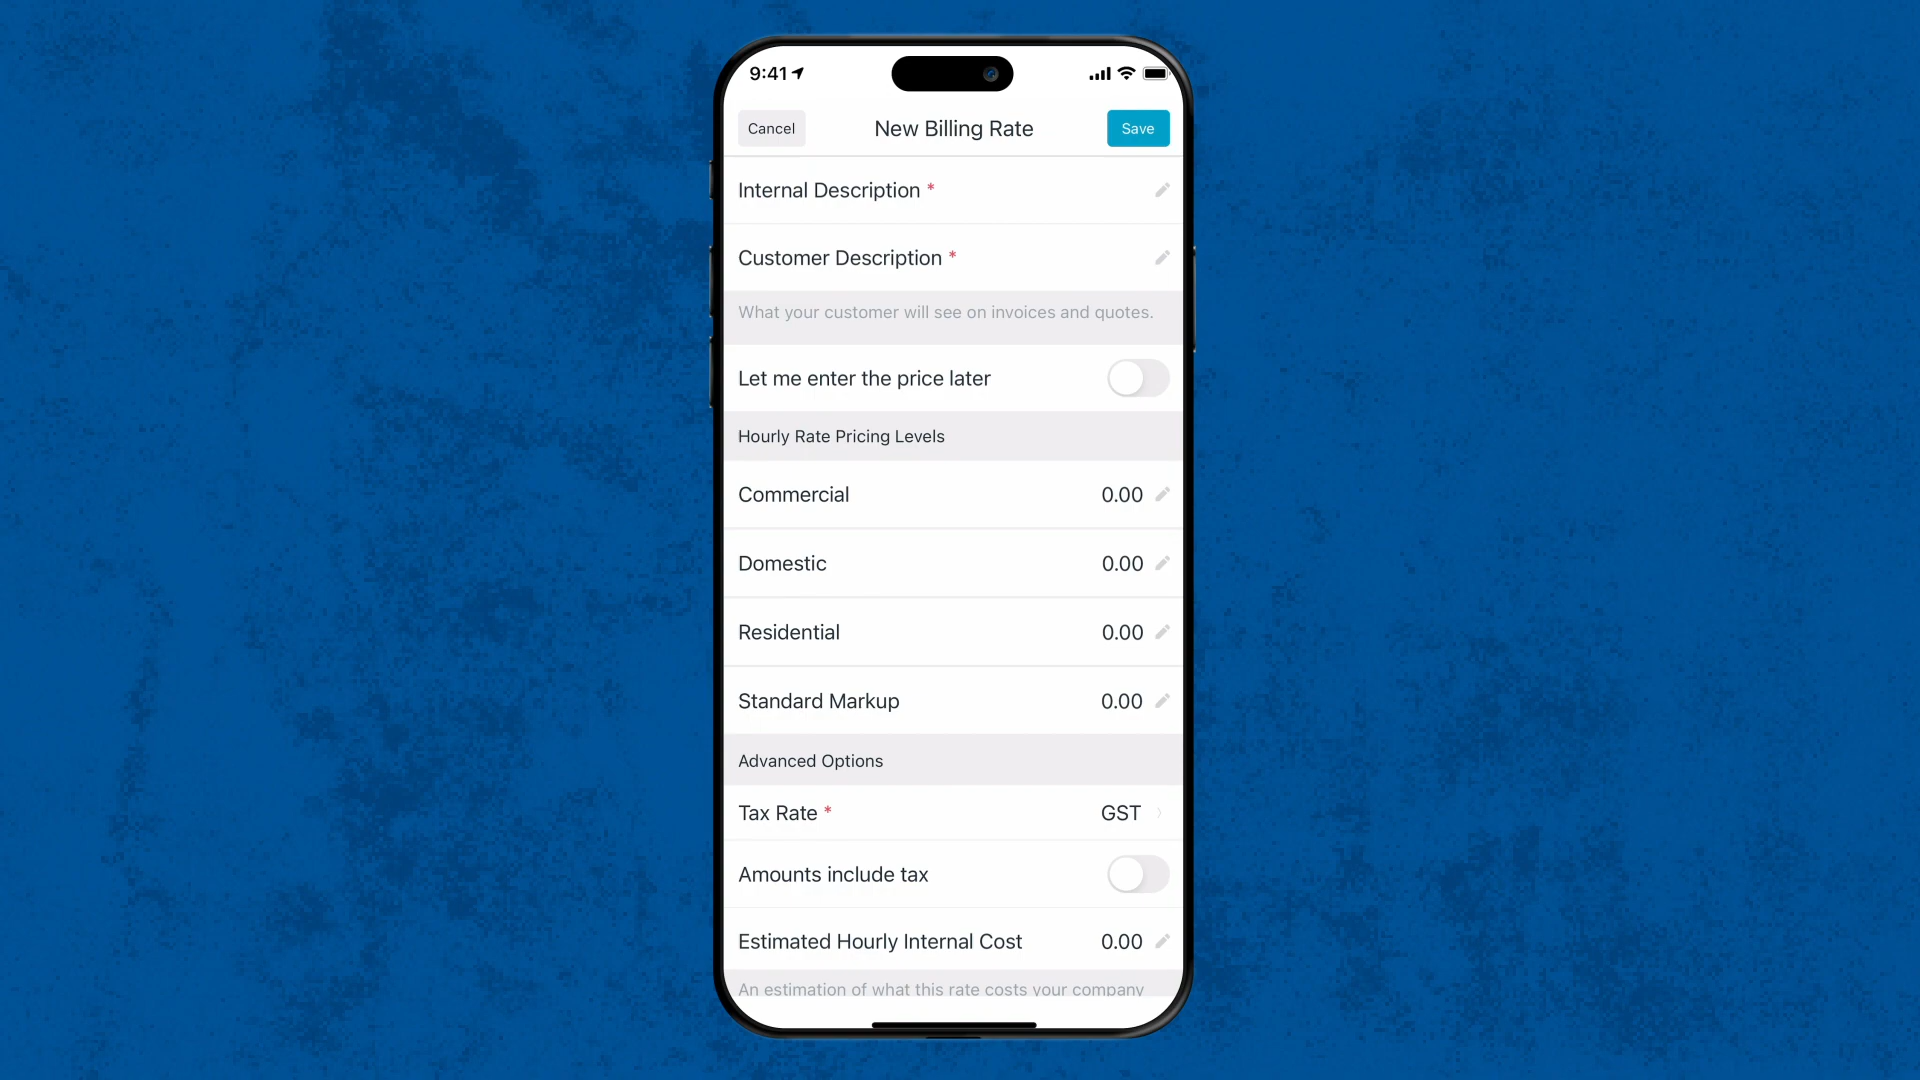 9:41
Cancel
New Billing Rate
Save
Internal Description *
Customer Description *
What your customer will see on invoices and quotes.
Let me enter the price later
Hourly Rate Pricing Levels
Commercial 0.00
Domestic 0.00
Residential 0.00
Standard Markup 0.00
Advanced Options
Tax Rate * GST
Amounts include tax
Estimated Hourly Internal Cost 0.00
An estimation of what this rate costs your company